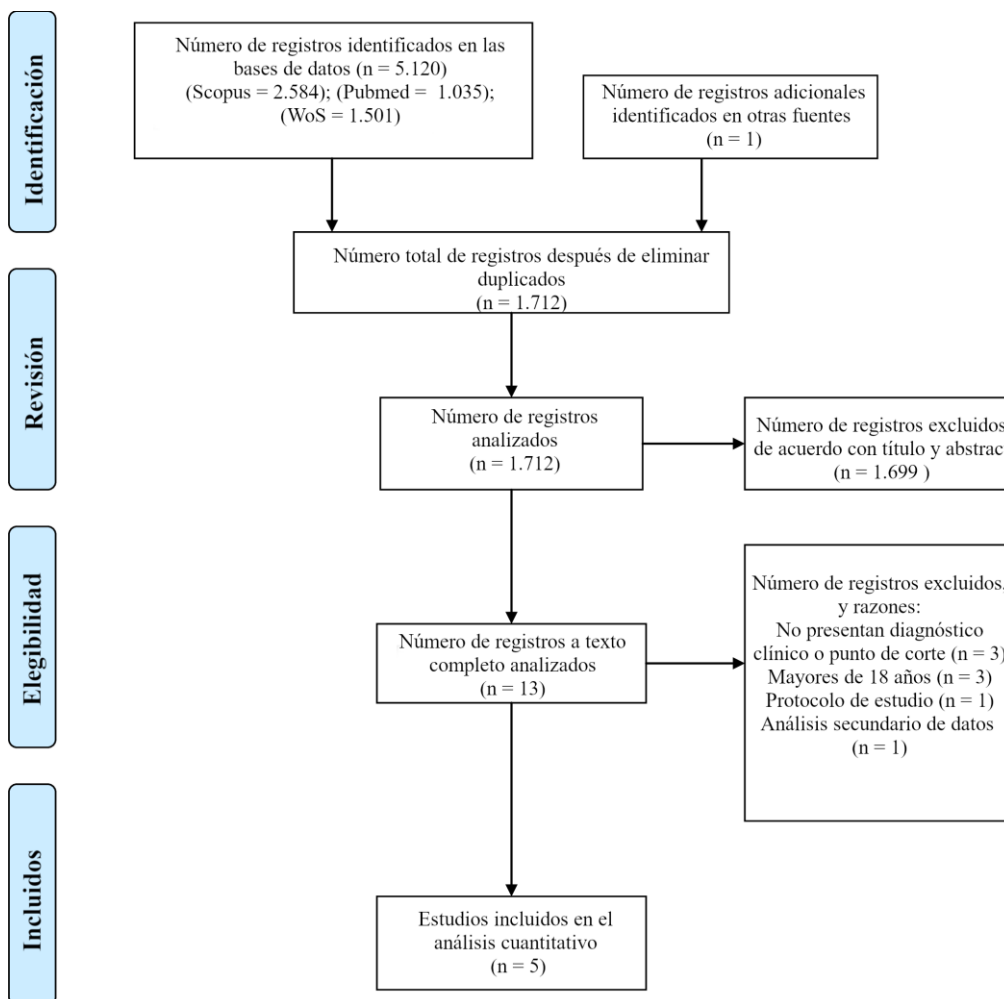 Identificación
Número de registros identificados en las
bases de datos (n = 5.120)
(Scopus = 2.584); (Pubmed = 1.035);
(WoS = 1.501)
Número de registros adicionales
identificados en otras fuentes
(n = 1)
Número total de registros después de eliminar
duplicados
(n = 1.712)
Revisión
Número de registros
analizados
(n = 1.712)
Número de registros excluidos
de acuerdo con título y abstrac
(n = 1.699 )
Elegibilidad
Número de registros a texto
completo analizados
(n = 13)
Número de registros excluidos,
y razones:
No presentan diagnóstico
clínico o punto de corte (n = 3)
Mayores de 18 años (n = 3)
Protocolo de estudio (n = 1)
Análisis secundario de datos
(n = 1)
Incluidos
Estudios incluidos en el
análisis cuantitativo
(n = 5)